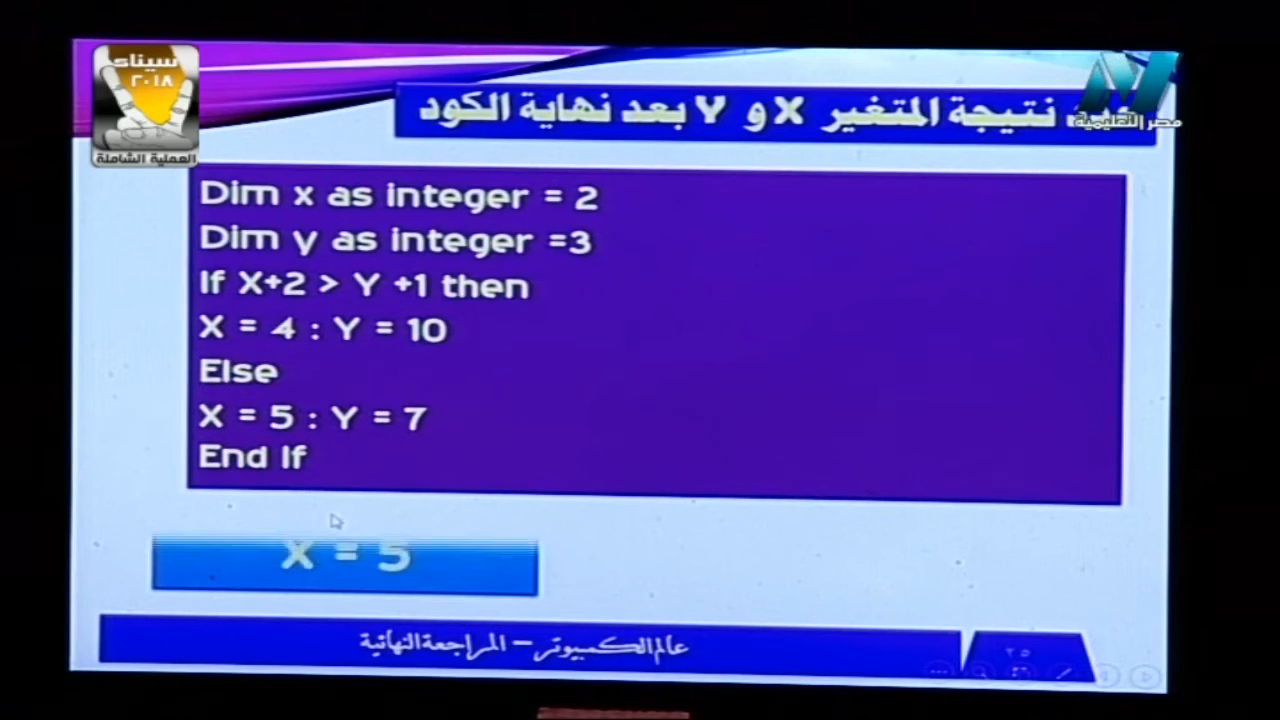 سيناء
٢٠١٨
العملية الشاملة
نتيجة المتغير X و Y بعد نهاية الكود
مصر التعليمية
Dim x as integer = 2
Dim y as integer =3
If X+2 > Y +1 then
X = 4 : Y = 10
Else
X = 5 : Y = 7
End If
X = 5
عالم الكمبيوتر – المراجعة النهائية
٢٥